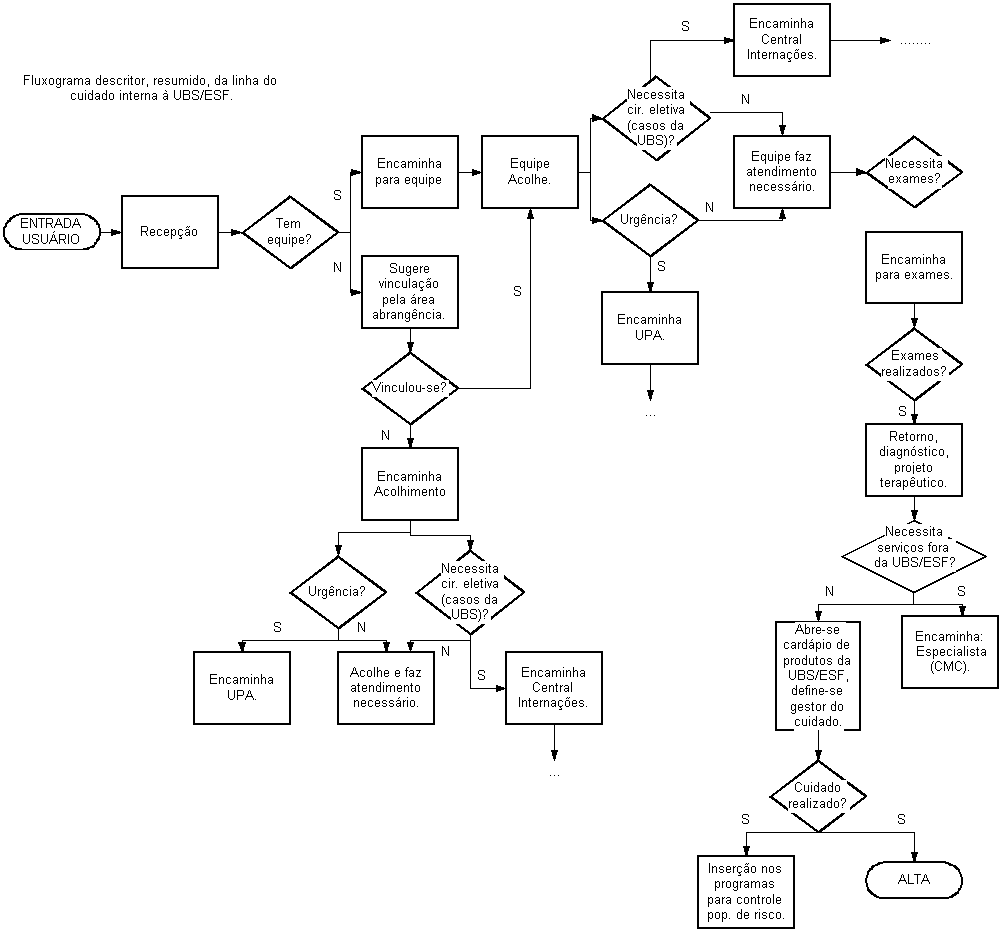 Fluxograma descritor, resumido, da linha do
cuidado interna à UBS/ESF.
ENTRADA
USUÁRIO
Recepção
Tem
equipe?
S
N
Encaminha
para equipe
Sugere
vinculação
pela área
abrangência.
Vinculou-se?
S
N
Equipe
Acolhe.
Necessita
cir. eletiva
(casos da
UBS)?
S
N
Encaminha
Central
Internações.
........
Urgência?
N
S
Encaminha
UPA.
...
Equipe faz
atendimento
necessário.
Necessita
exames?
Encaminha
para exames.
Exames
realizados?
S
Retorno,
diagnóstico,
projeto
terapêutico.
Necessita
serviços fora
da UBS/ESF?
N
S
Abre-se
cardápio de
produtos da
UBS/ESF,
define-se
gestor do
cuidado.
Encaminha:
Especialista
(CMC).
Cuidado
realizado?
S
S
Inserção nos
programas
para controle
pop. de risco.
ALTA
Encaminha
Acolhimento
Urgência?
S
N
Necessita
cir. eletiva
(casos da
UBS)?
N
S
Encaminha
UPA.
Acolhe e faz
atendimento
necessário.
Encaminha
Central
Internações.
...